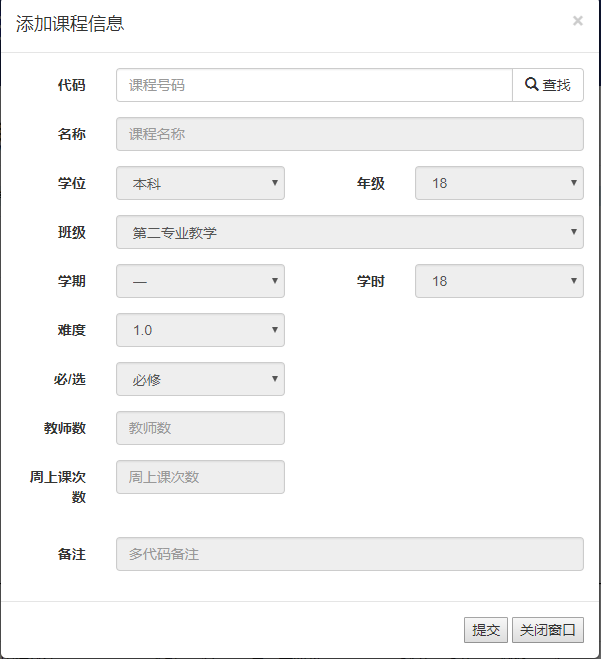 添加课程信息 ×
代码 课程号码 查找
名称 课程名称
学位 本科 年级 18
班级 第二专业教学
学期 一 学时 18
难度 1.0
必/选 必修
教师数 教师数
周上课次 周上课次数
数
备注 多代码备注
提交 关闭窗口